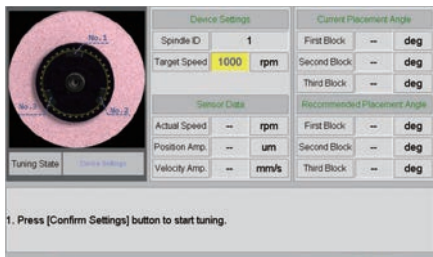 No.1
No.3
No.2
Tuning State Device Settings
Device Settings
Spindle ID 1
Target Speed 1000 rpm
Sensor Data
Actual Speed -- rpm
Position Amp. -- um
Velocity Amp. -- mm/s
Current Placement Angle
First Block -- deg
Second Block -- deg
Third Block -- deg
Recommended Placement Angle
First Block -- deg
Second Block -- deg
Third Block -- deg
1. Press [Confirm Settings] button to start tuning.